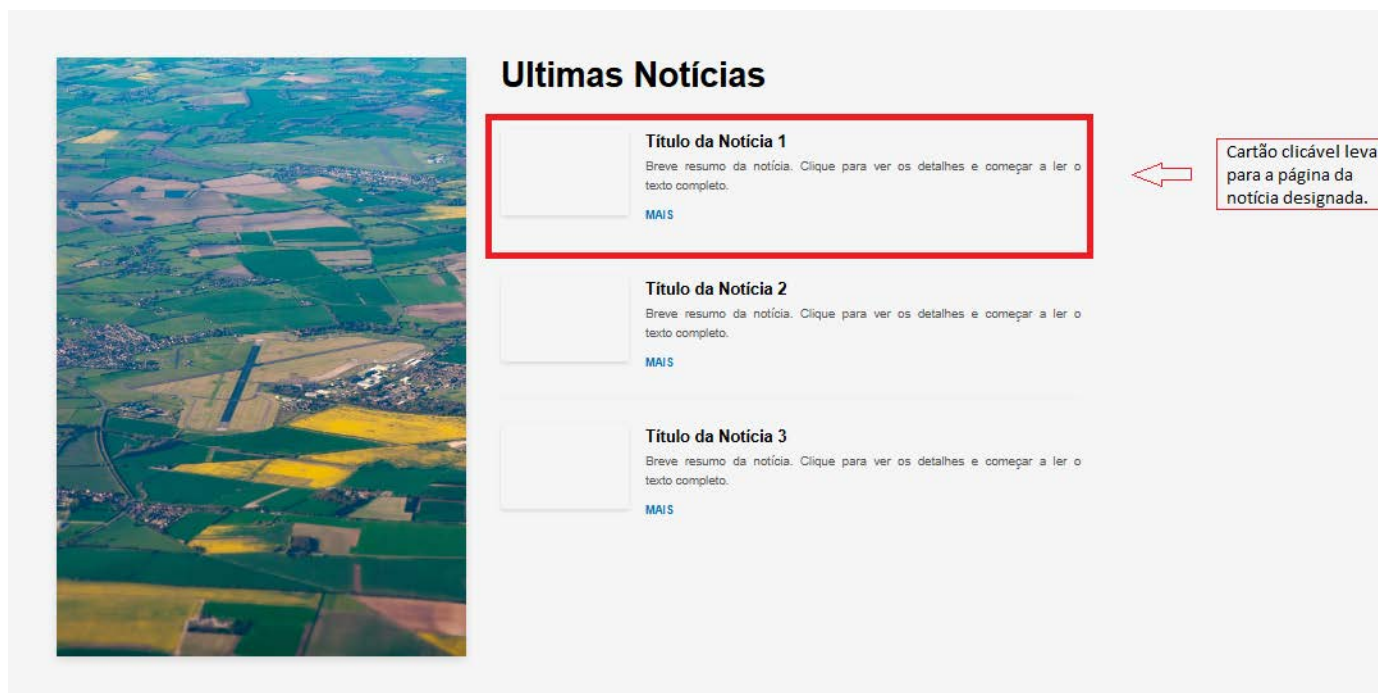 Ultimas Notícias
Título da Notícia 1
Breve resumo da notícia. Clique para ver os detalhes e começar a ler o
texto completo.
MAIS
Cartão clicável leva
para a página da
notícia designada.
Título da Notícia 2
Breve resumo da notícia. Clique para ver os detalhes e começar a ler o
texto completo.
MAIS
Título da Notícia 3
Breve resumo da notícia. Clique para ver os detalhes e começar a ler o
texto completo.
MAIS